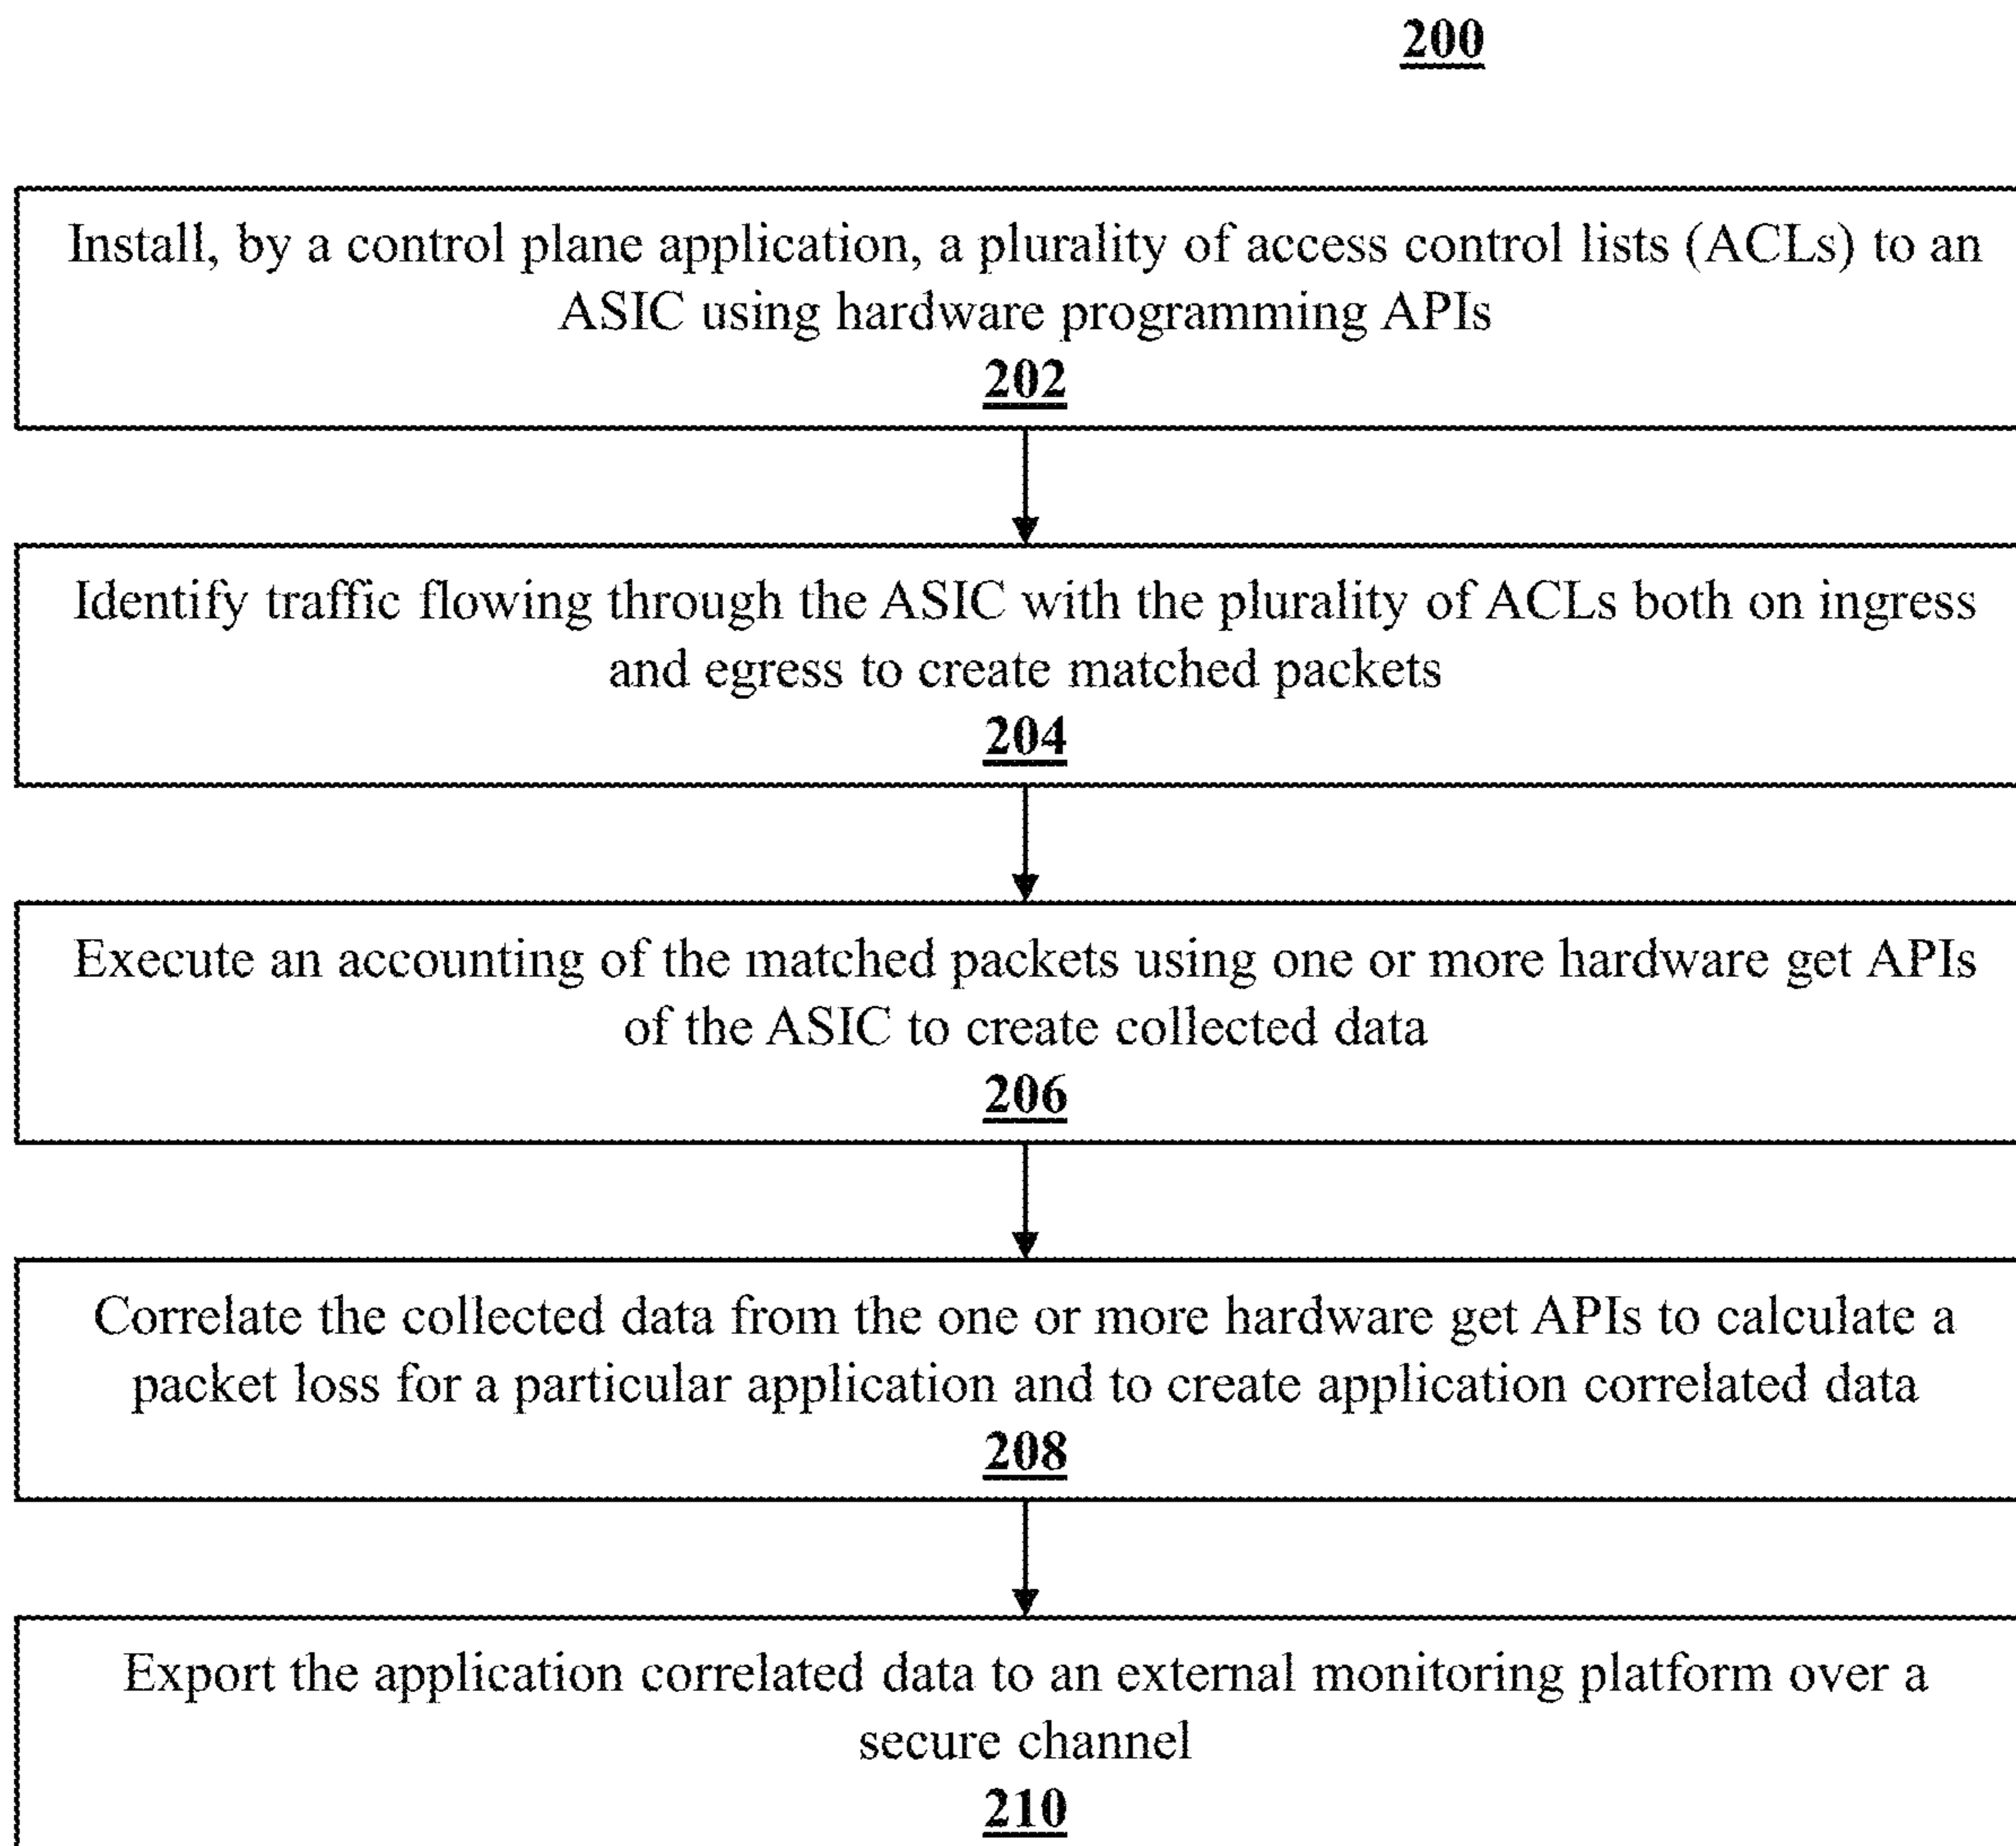 200
Install, by a control plane application, a plurality of access control lists (ACLs) to an
ASIC using hardware programming APIs
202
Identify traffic flowing through the ASIC with the plurality of ACLs both on ingress
and egress to create matched packets
204
Execute an accounting of the matched packets using one or more hardware get APIs
of the ASIC to create collected data
206
Correlate the collected data from the one or more hardware get APIs to calculate a
packet loss for a particular application and to create application correlated data
208
Export the application correlated data to an external monitoring platform over a
secure channel
210